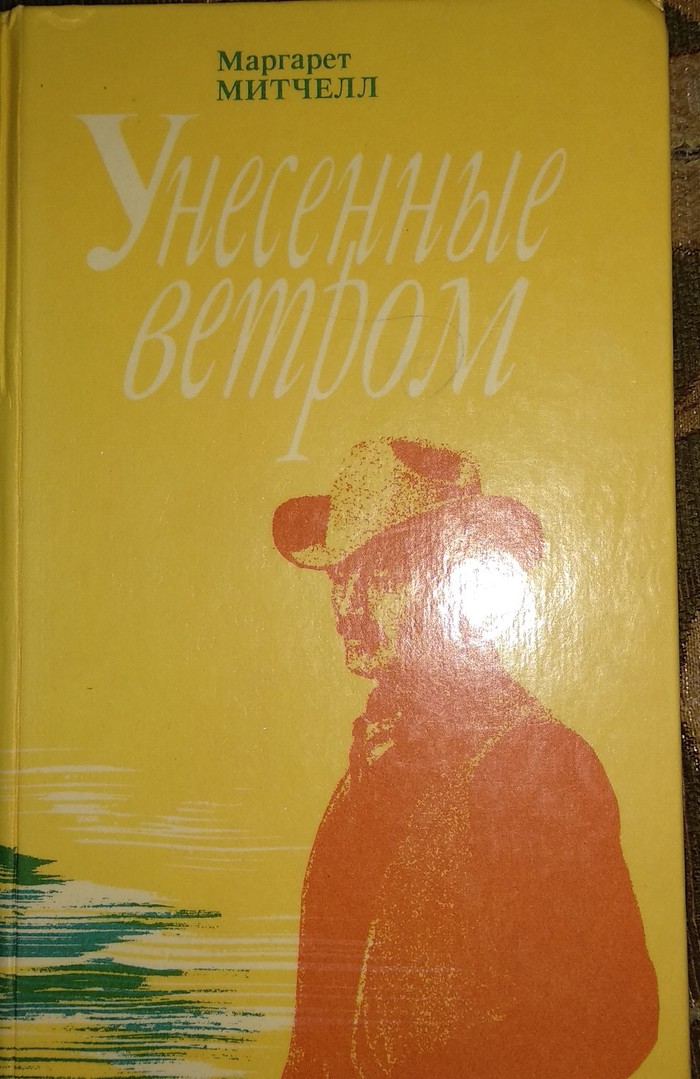 Маргарет
МИТЧЕЛЛ
Унесенные
ветром